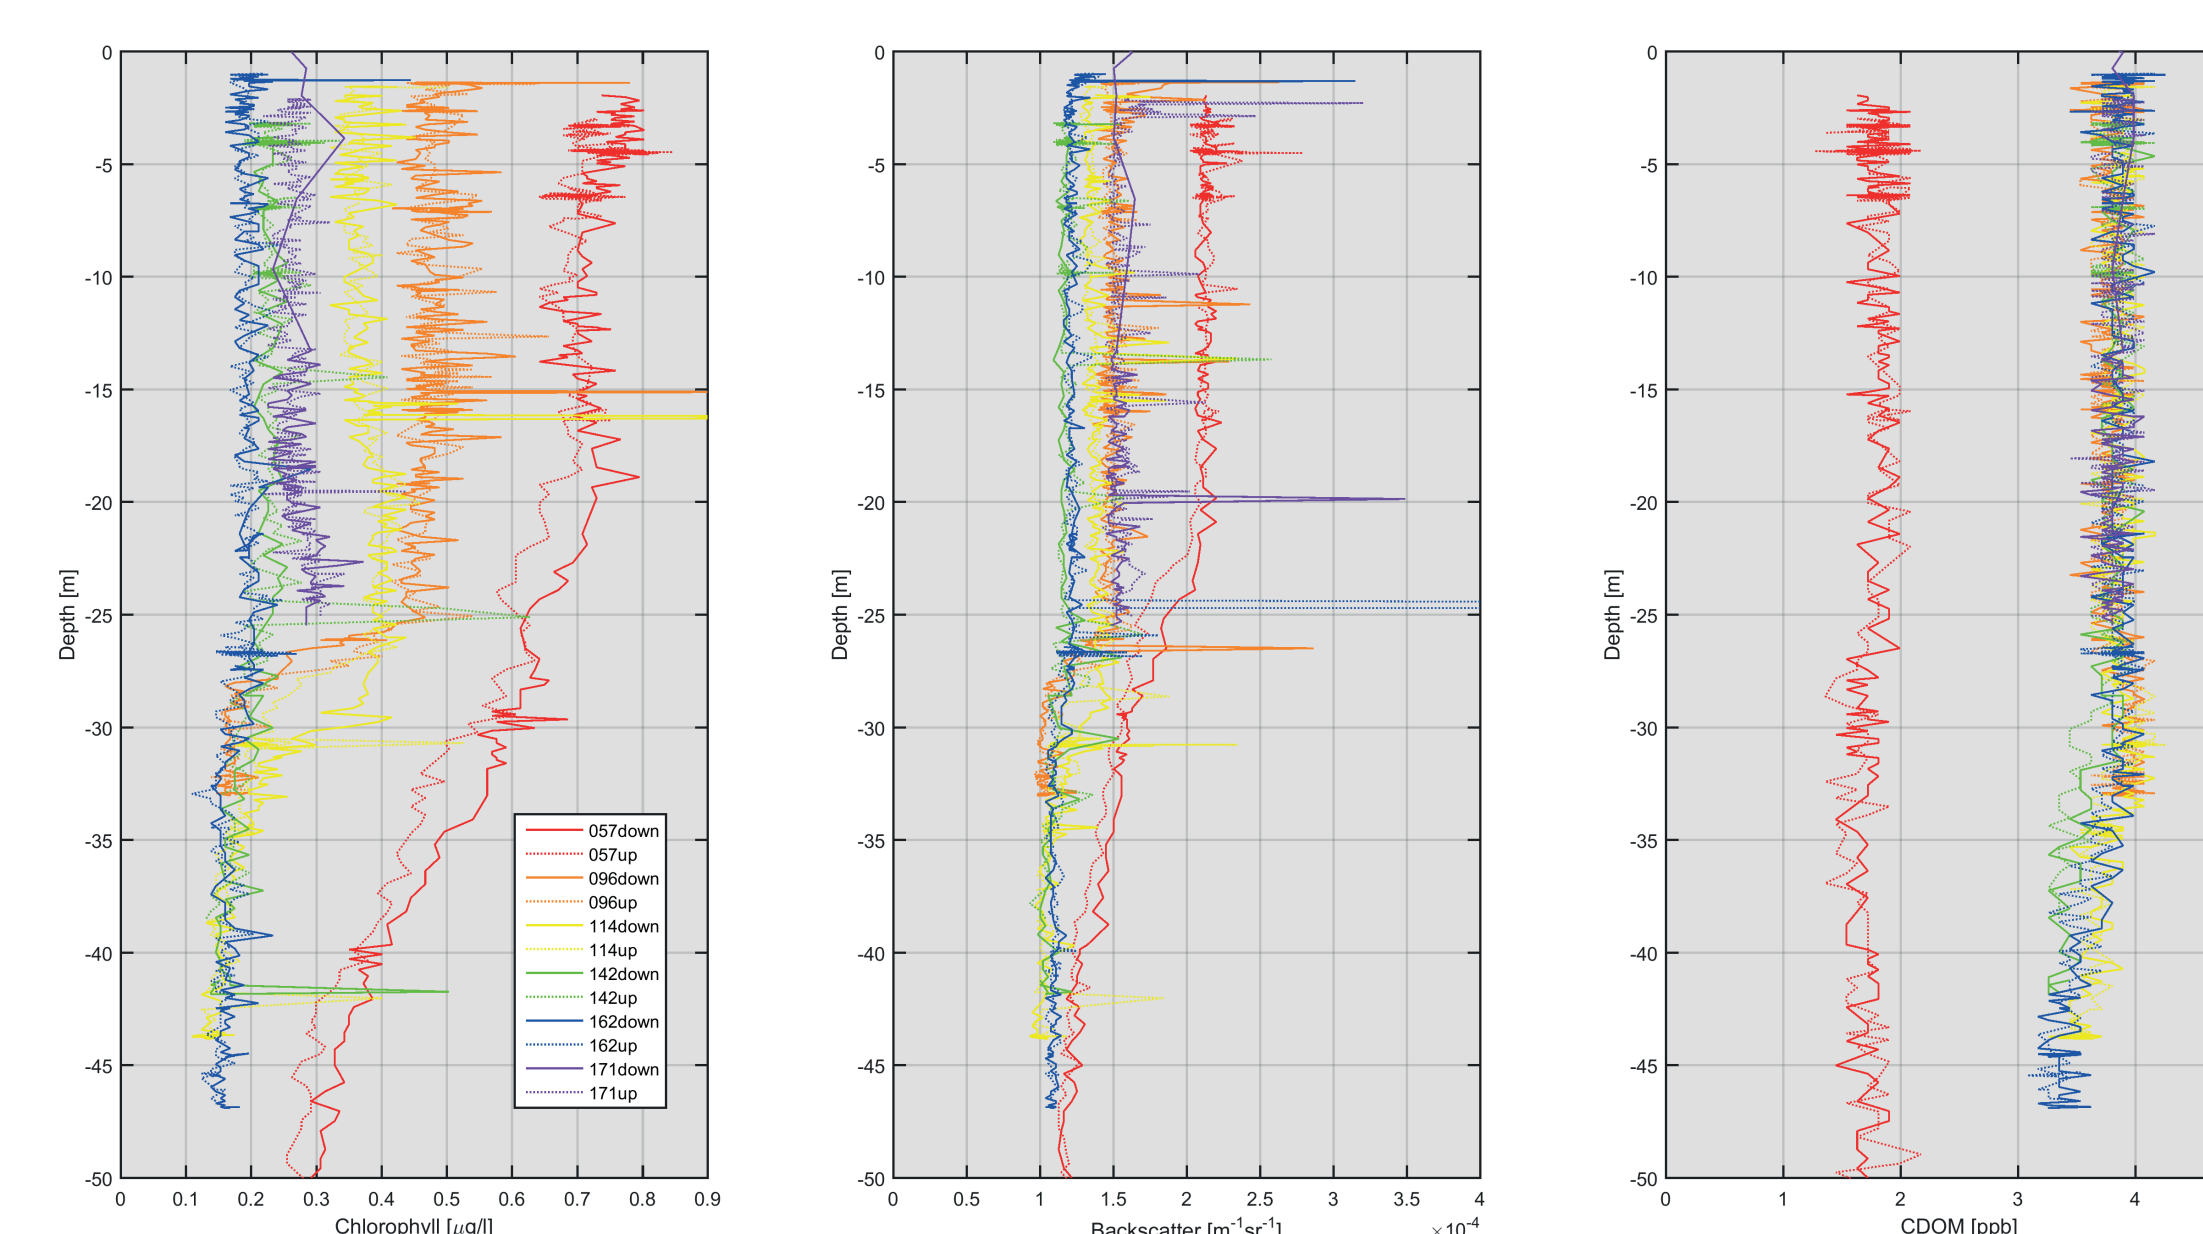 0
-5
-10
-15
-20
-25
-30
-35
-40
-45
-50
Depth [m]
0 0.1 0.2 0.3 0.4 0.5 0.6 0.7 0.8 0.9
Chlorophyll [μg/l]
057down
057up
096down
096up
114down
114up
142down
142up
162down
162up
171down
171up
0
-5
-10
-15
-20
-25
-30
-35
-40
-45
-50
Depth [m]
0 0.5 1 1.5 2 2.5 3 3.5 4
Backscatter [m⁻¹sr⁻¹]
×10⁻⁴
0
-5
-10
-15
-20
-25
-30
-35
-40
-45
-50
Depth [m]
0 1 2 3 4
CDOM [ppb]